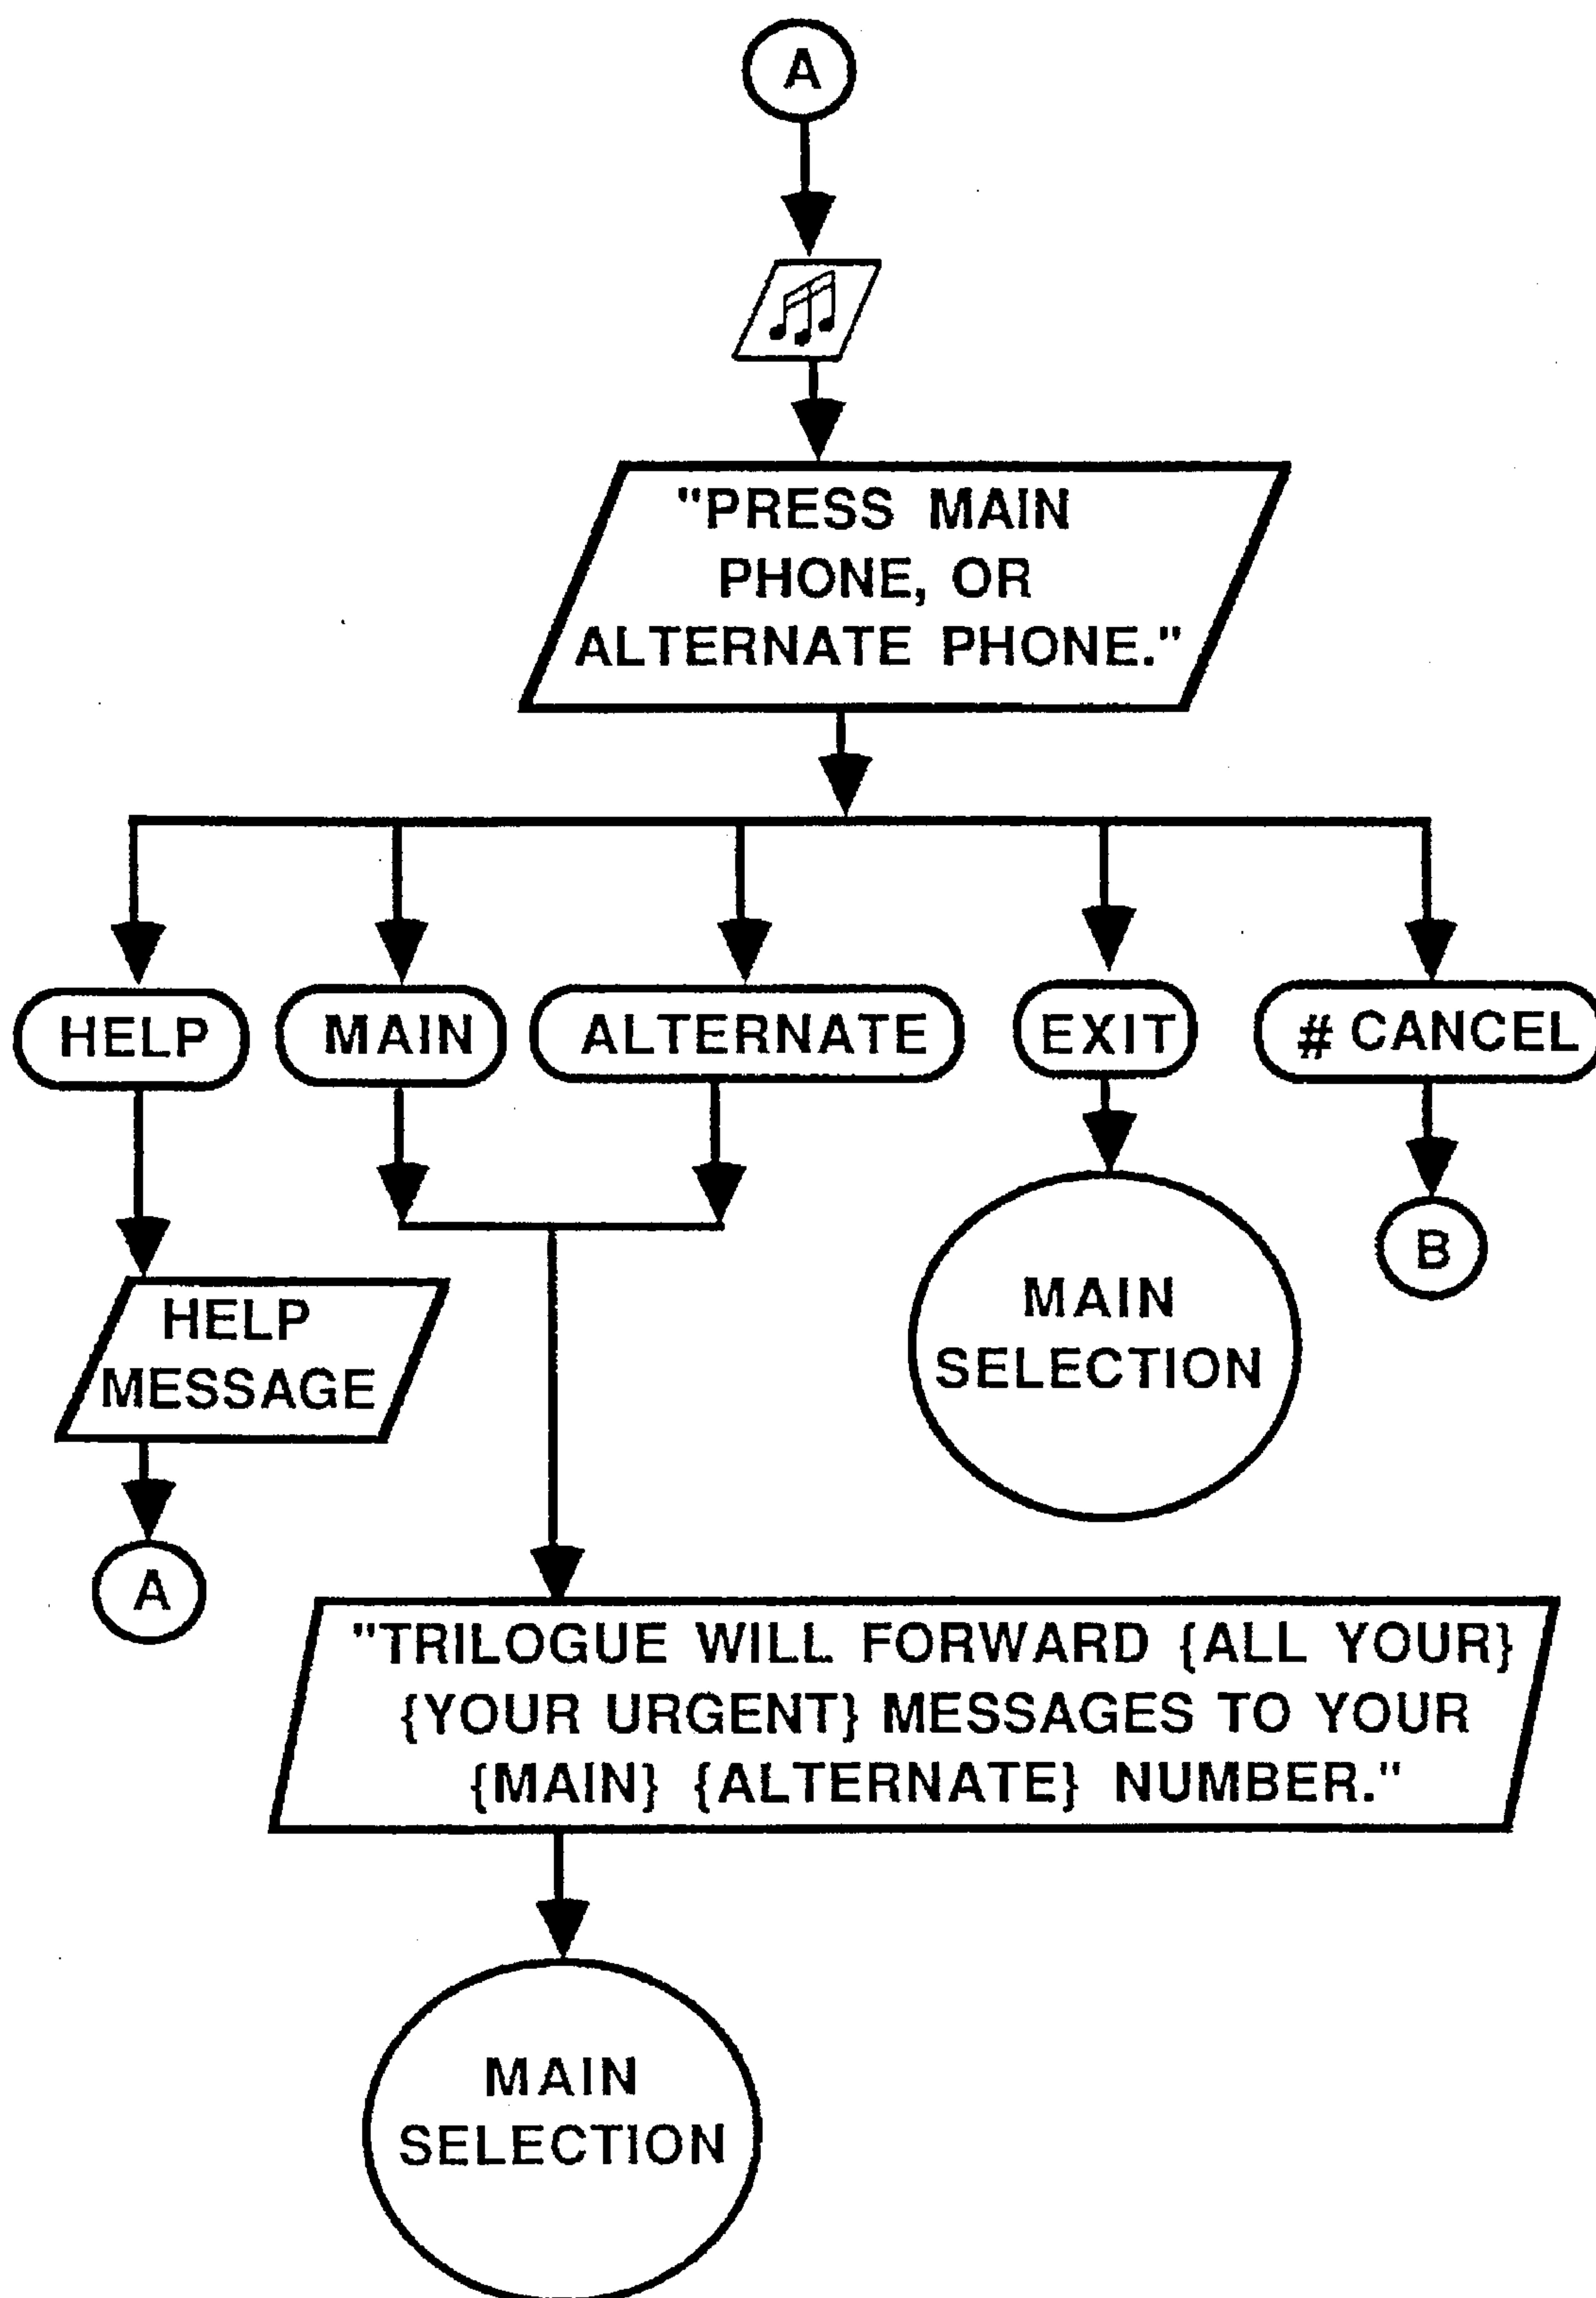 A
"PRESS MAIN
PHONE, OR
ALTERNATE PHONE."
HELP
MAIN
ALTERNATE
EXIT
# CANCEL
B
MAIN
SELECTION
HELP
MESSAGE
A
"TRILOGUE WILL FORWARD {ALL YOUR}
{YOUR URGENT} MESSAGES TO YOUR
{MAIN} {ALTERNATE} NUMBER."
MAIN
SELECTION